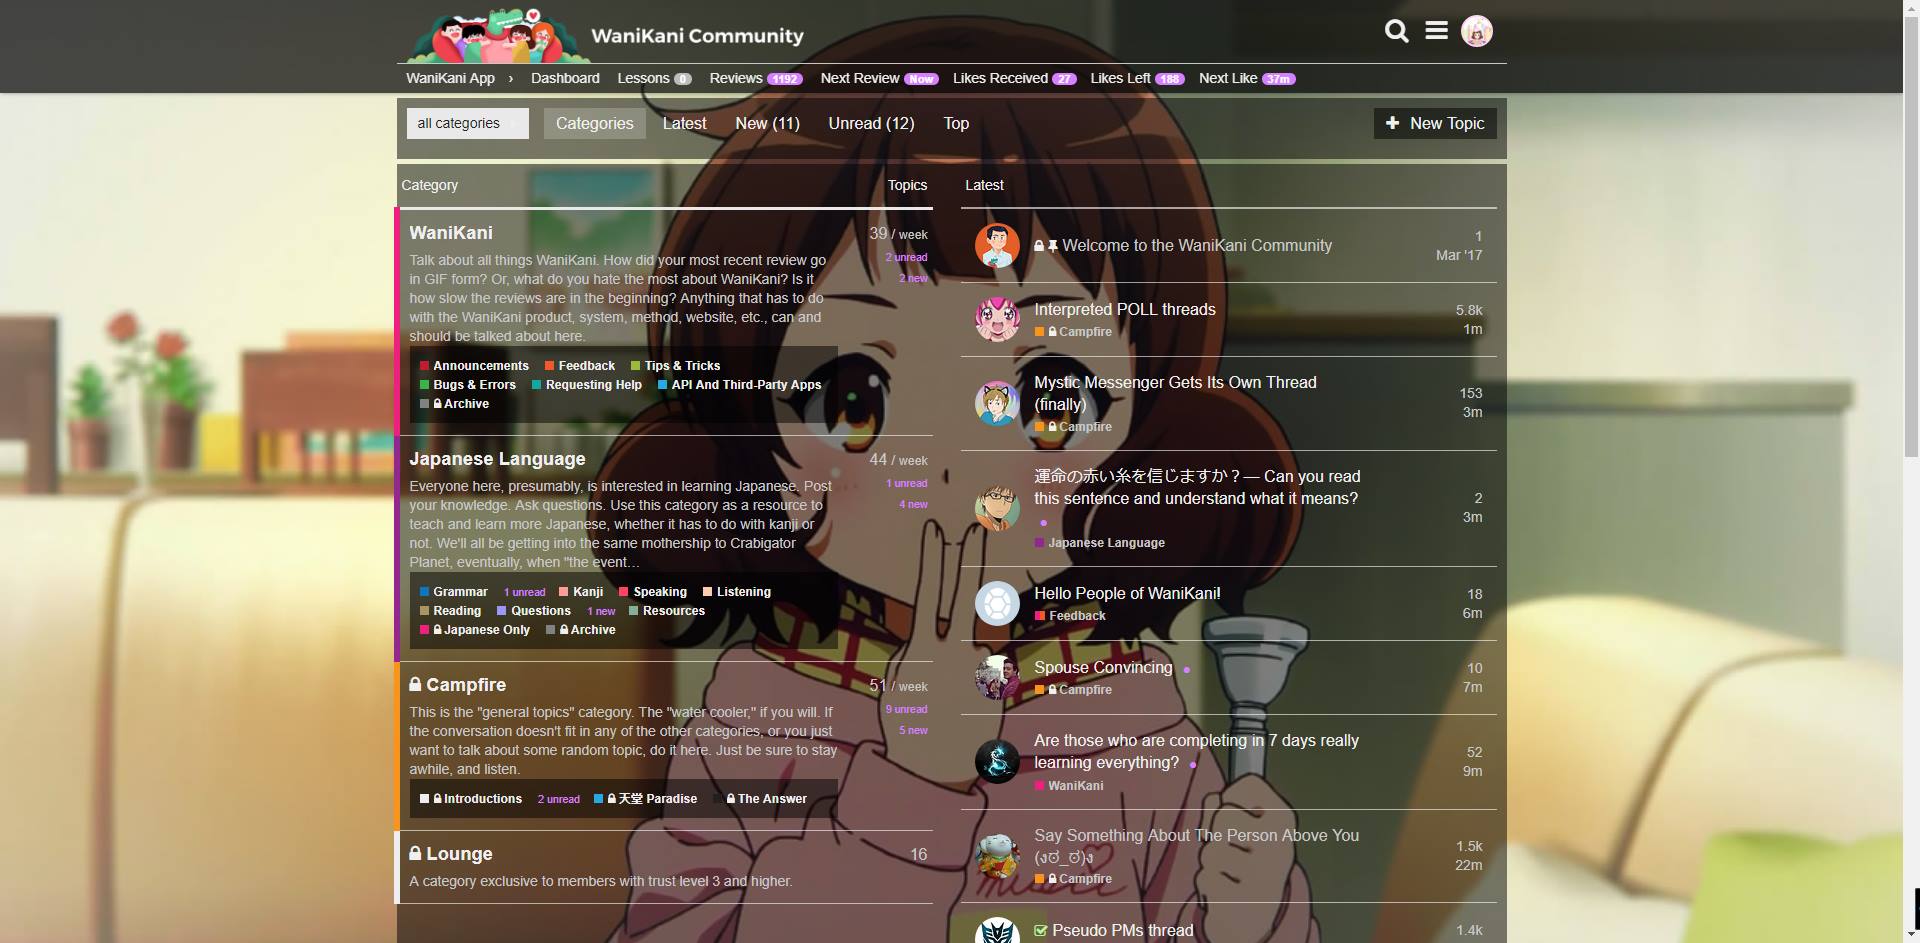 WaniKani Community
WaniKani App › Dashboard Lessons 0 Reviews 1192 Next Review Now Likes Received 27 Likes Left 188 Next Like 37m
all categories Categories Latest New (11) Unread (12) Top + New Topic
Category Topics
WaniKani 39 / week
2 unread
2 new
Talk about all things WaniKani. How did your most recent review go
in GIF form? Or, what do you hate the most about WaniKani? Is it
how slow the reviews are in the beginning? Anything that has to do
with the WaniKani product, system, method, website, etc., can and
should be talked about here.
Announcements Feedback Tips & Tricks
Bugs & Errors Requesting Help API And Third-Party Apps
Archive
Japanese Language 44 / week
1 unread
4 new
Everyone here, presumably, is interested in learning Japanese. Post
your knowledge. Ask questions. Use this category as a resource to
teach and learn more Japanese, whether it has to do with kanji or
not. We'll all be getting into the same mothership to Crabigator
Planet, eventually, when "the event…
Grammar 1 unread Kanji Speaking Listening
Reading Questions 1 new Resources
Japanese Only Archive
Campfire 51 / week
9 unread
5 new
This is the "general topics" category. The "water cooler," if you will. If
the conversation doesn't fit in any of the other categories, or you just
want to talk about some random topic, do it here. Just be sure to stay
awhile, and listen.
Introductions 2 unread 天堂 Paradise The Answer
Lounge 16
A category exclusive to members with trust level 3 and higher.
Latest
Welcome to the WaniKani Community 1
Mar '17
Interpreted POLL threads 5.8k
Campfire 1m
Mystic Messenger Gets Its Own Thread
(finally) 153
Campfire 3m
運命の赤い糸を信じますか？— Can you read
this sentence and understand what it means? 2
3m
Japanese Language
Hello People of WaniKani! 18
Feedback 6m
Spouse Convincing 10
Campfire 7m
Are those who are completing in 7 days really
learning everything? 52
9m
WaniKani
Say Something About The Person Above You
(งಠ_ಠ)ง 1.5k
Campfire 22m
Pseudo PMs thread 1.4k